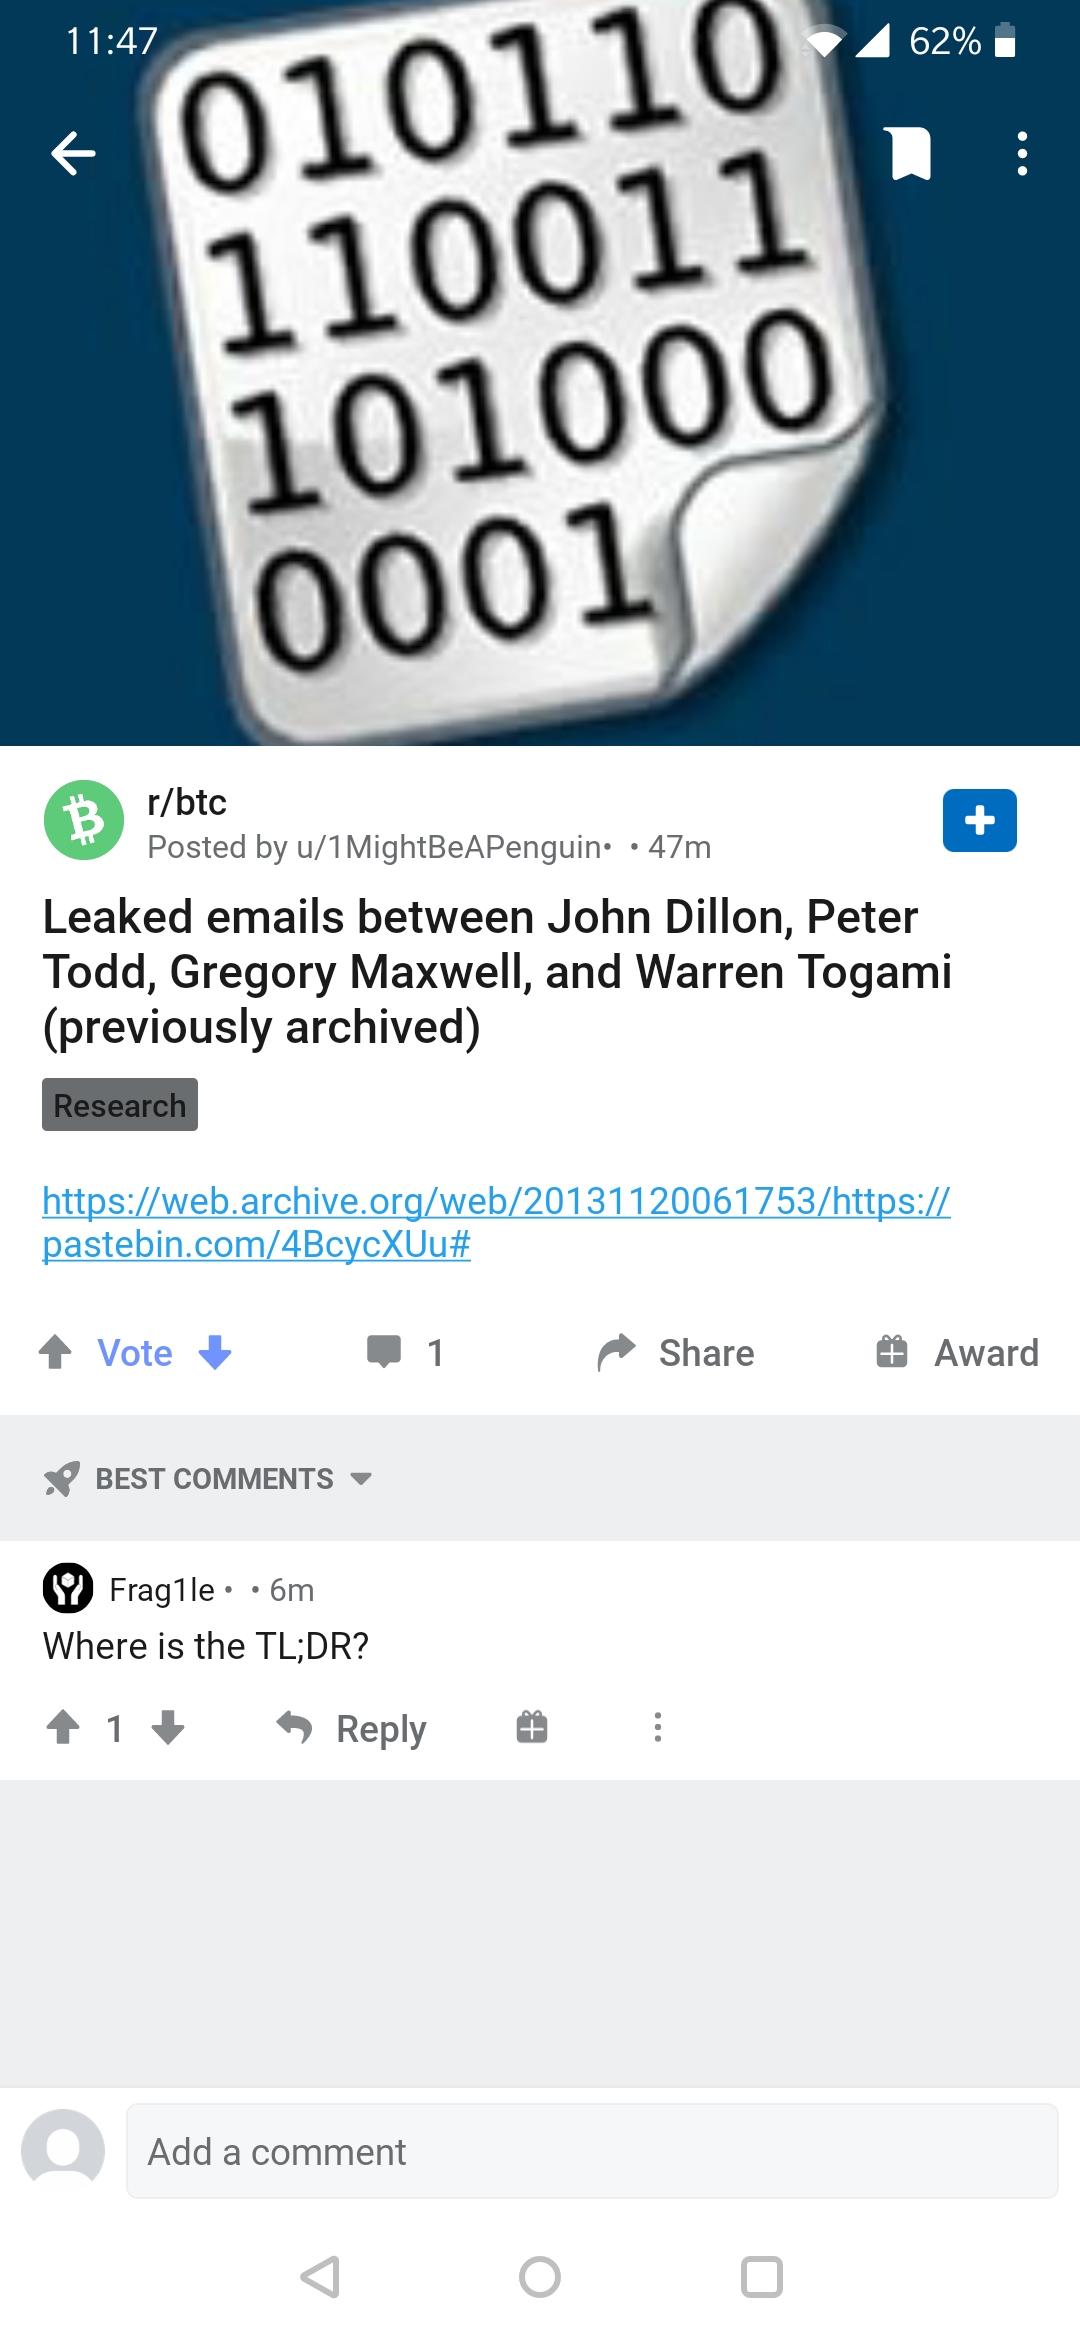 11:47
62%
010110
110011
101000
0001
r/btc
Posted by u/1MightBeAPenguin• • 47m
Leaked emails between John Dillon, Peter
Todd, Gregory Maxwell, and Warren Togami
(previously archived)
Research
https://web.archive.org/web/20131120061753/https://
pastebin.com/4BcycXUu#
Vote 1 Share Award
BEST COMMENTS
Frag1le • • 6m
Where is the TL;DR?
1 Reply
Add a comment